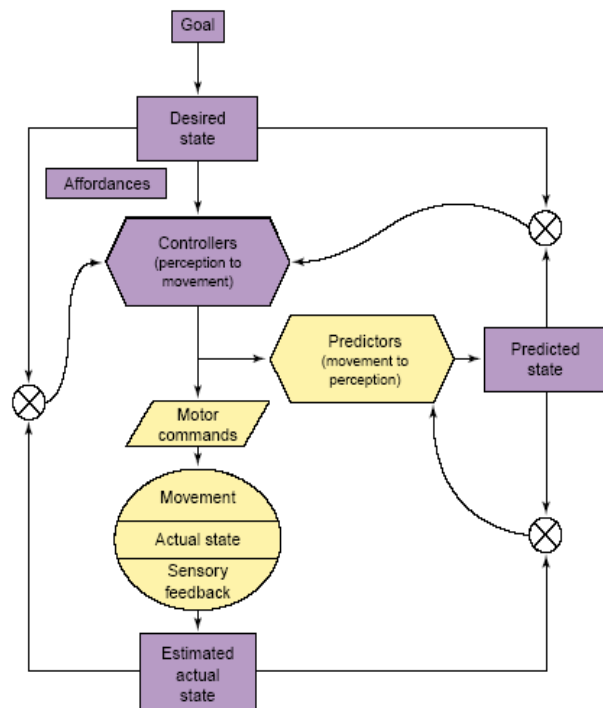 Goal
Desired
state
Affordances
Controllers
(perception to
movement)
Predictors
(movement to
perception)
Predicted
state
Motor
commands
Movement
Actual state
Sensory
feedback
Estimated
actual
state